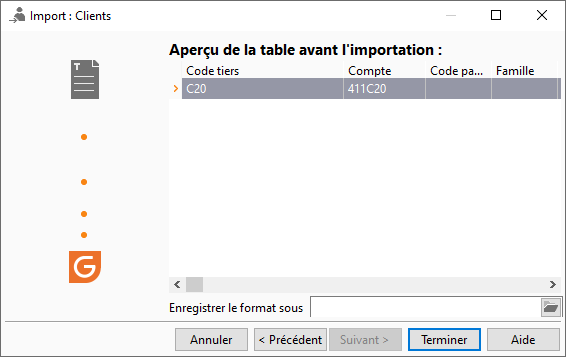 Import : Clients
Aperçu de la table avant l'importation :
Code tiers Compte Code pa... Famille
C20 411C20
Enregistrer le format sous
Annuler < Précédent Suivant > Terminer Aide